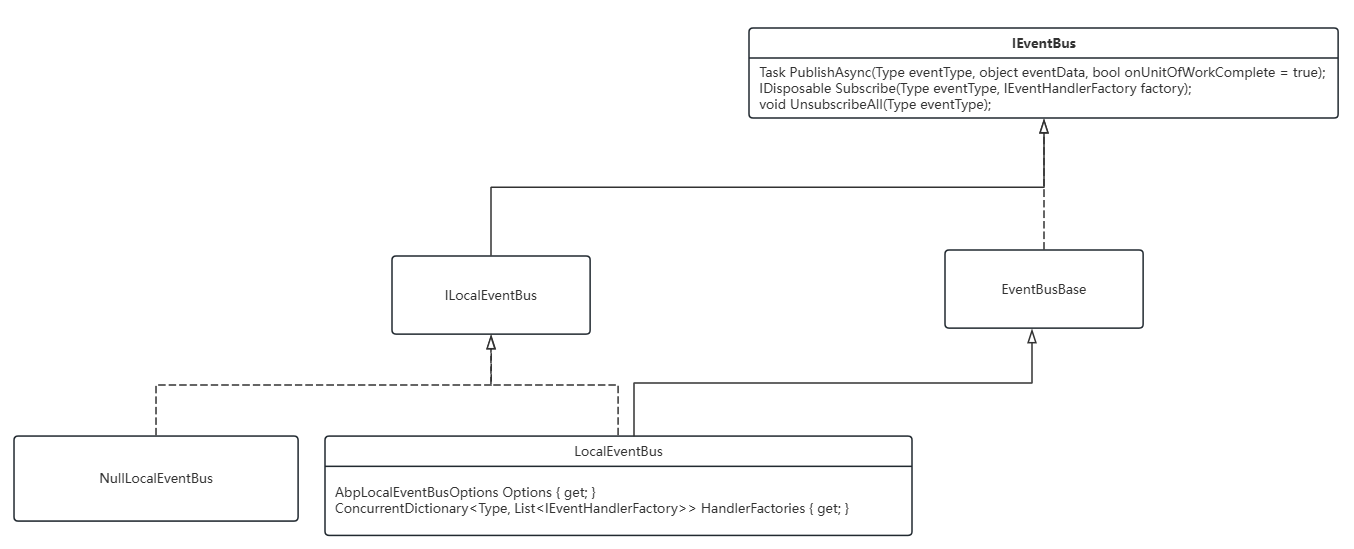 IEventBus
Task PublishAsync(Type eventType, object eventData, bool onUnitOfWorkComplete = true);
IDisposable Subscribe(Type eventType, IEventHandlerFactory factory);
void UnsubscribeAll(Type eventType);
ILocalEventBus
EventBusBase
NullLocalEventBus
LocalEventBus
AbpLocalEventBusOptions Options { get; }
ConcurrentDictionary<Type, List<IEventHandlerFactory>> HandlerFactories { get; }